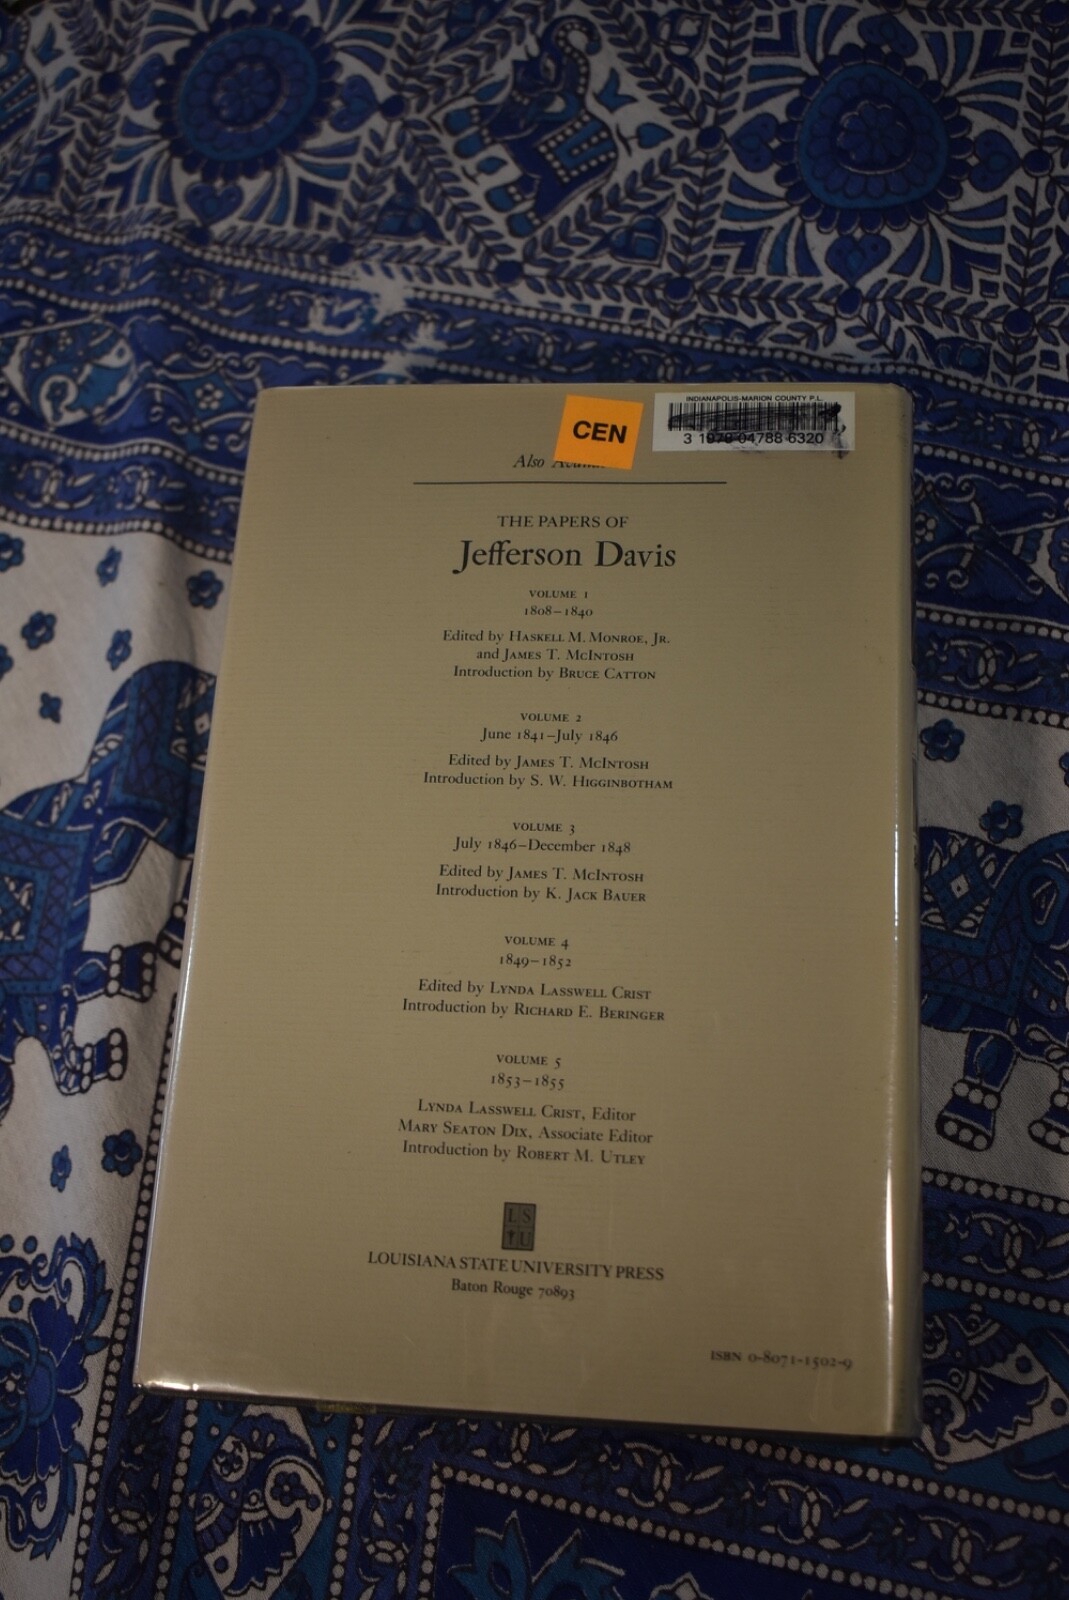 INDIANAPOLIS-MARION COUNTY P.L.
CEN
3 1979 04788 6320
Also
THE PAPERS OF
Jefferson Davis
VOLUME 1
1808–1840
Edited by HASKELL M. MONROE, JR.
and JAMES T. MCINTOSH
Introduction by BRUCE CATTON
VOLUME 2
June 1841–July 1846
Edited by JAMES T. MCINTOSH
Introduction by S. W. HIGGINBOTHAM
VOLUME 3
July 1846–December 1848
Edited by JAMES T. MCINTOSH
Introduction by K. JACK BAUER
VOLUME 4
1849–1852
Edited by LYNDA LASSWELL CRIST
Introduction by RICHARD E. BERINGER
VOLUME 5
1853–1855
LYNDA LASSWELL CRIST, Editor
MARY SEATON DIX, Associate Editor
Introduction by ROBERT M. UTLEY
LS
U
LOUISIANA STATE UNIVERSITY PRESS
Baton Rouge 70893
ISBN 0-8071-1502-9